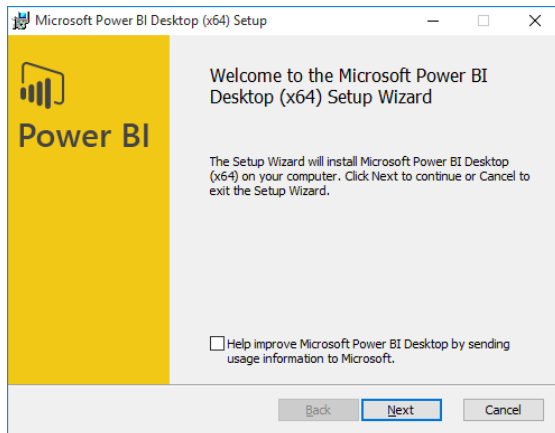 Microsoft Power BI Desktop (x64) Setup
Power BI
Welcome to the Microsoft Power BI
Desktop (x64) Setup Wizard
The Setup Wizard will install Microsoft Power BI Desktop
(x64) on your computer. Click Next to continue or Cancel to
exit the Setup Wizard.
Help improve Microsoft Power BI Desktop by sending
usage information to Microsoft.
Back
Next
Cancel